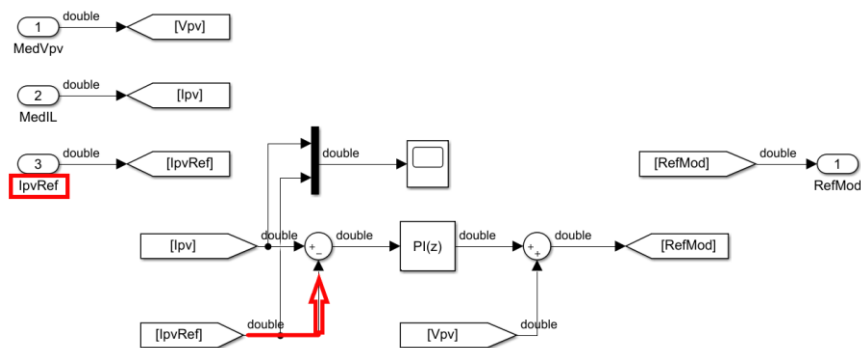 1
double
[Vpv]
MedVpv
2
double
[Ipv]
MedIL
3
double
[IpvRef]
IpvRef
double
[RefMod]
double
1
RefMod
[Ipv]
double
+
−
double
PI(z)
double
+
+
double
[RefMod]
[IpvRef]
double
[Vpv]
double